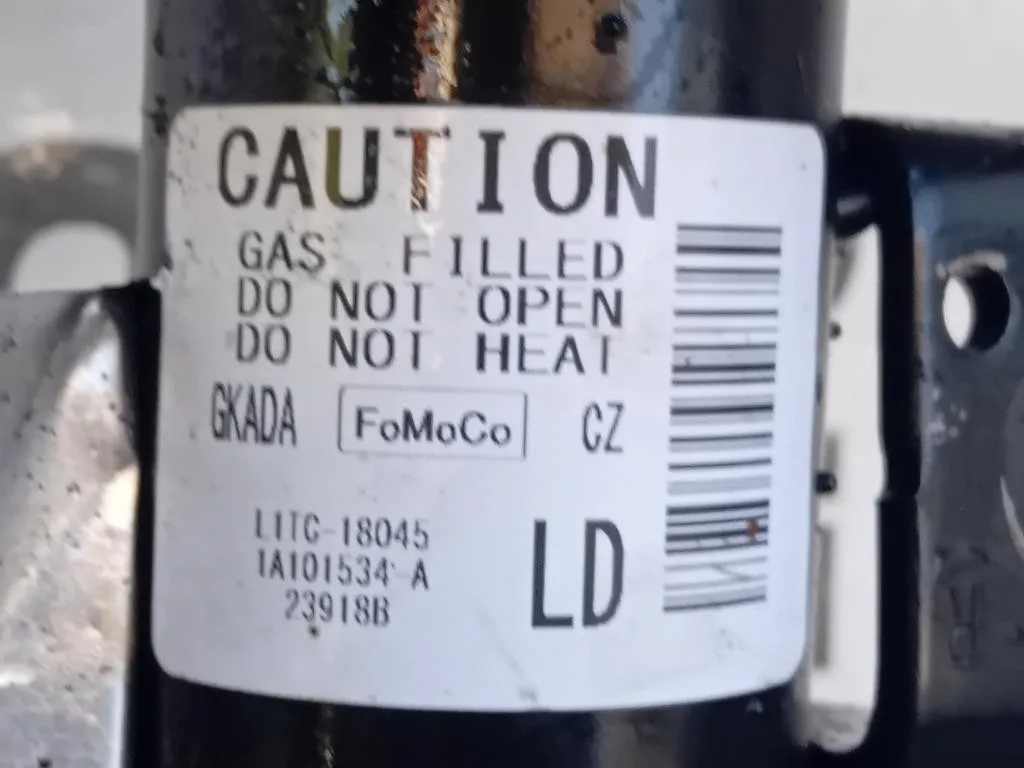 CAUTION
GAS FILLED
DO NOT OPEN
DO NOT HEAT
GKADA FoMoCo CZ
L1TC-18045
1A101534-A
23918B
LD